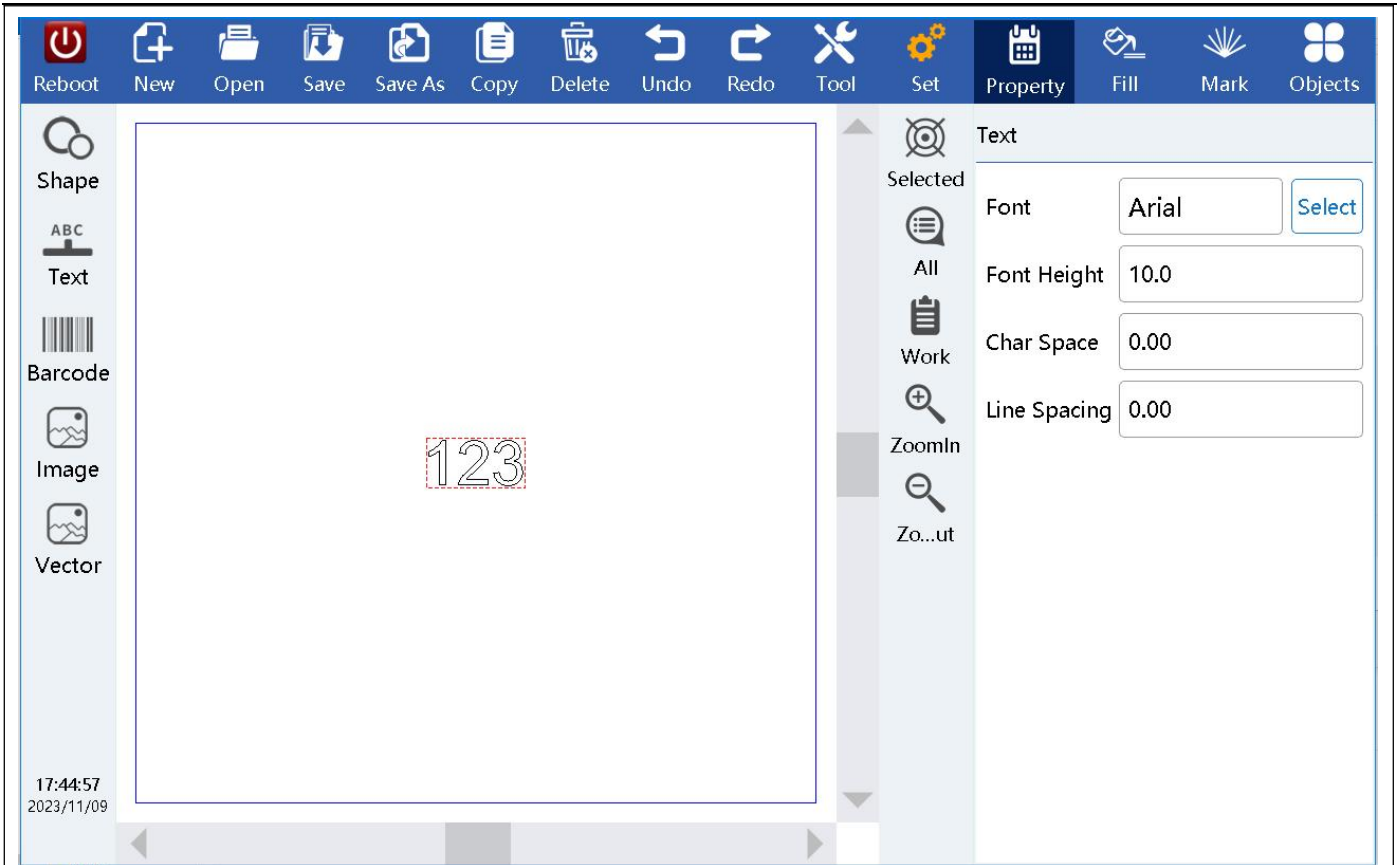 Reboot New Open Save Save As Copy Delete Undo Redo Tool Set Property Fill Mark Objects
Shape
ABC
Text
Barcode
Image
Vector
17:44:57
2023/11/09
123
Selected
All
Work
ZoomIn
Zo...ut
Text
Font Arial Select
Font Height 10.0
Char Space 0.00
Line Spacing 0.00